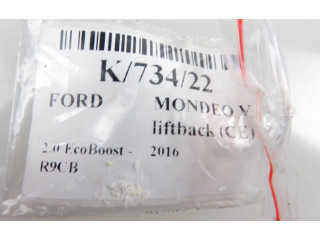 K/734/22
FORD MONDEO V
liftback (CE)
2.0 EcoBoost - 2016
R9CB